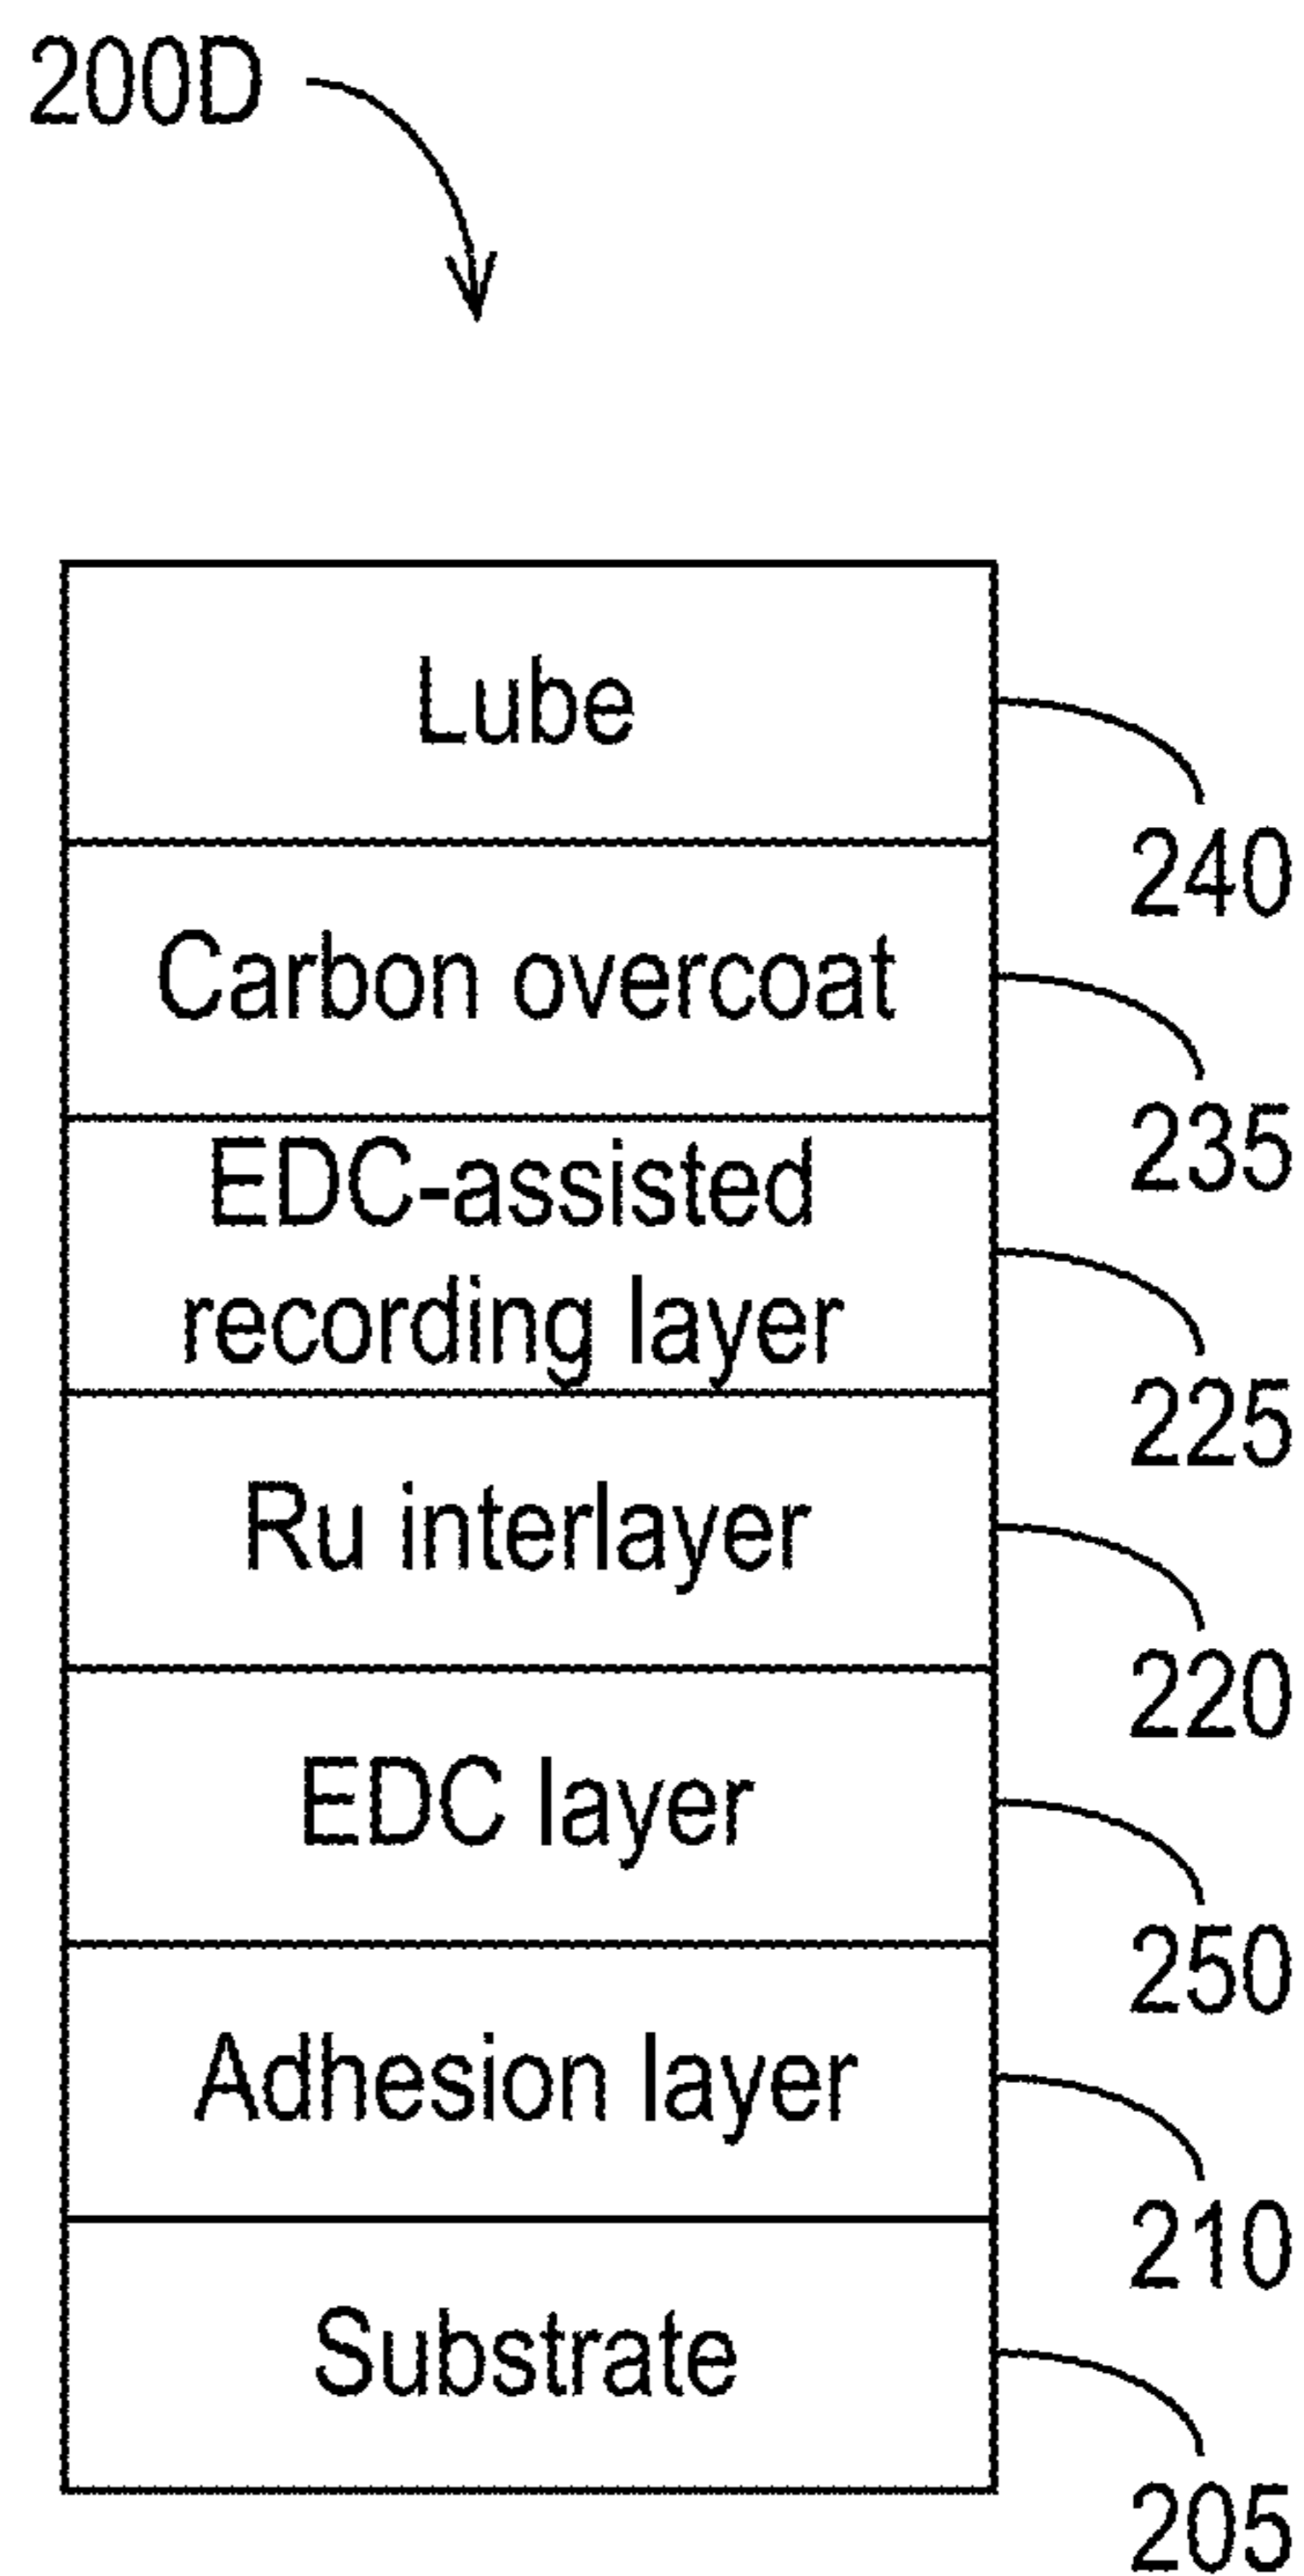 200D
Lube
240
Carbon overcoat
235
EDC-assisted
recording layer
225
Ru interlayer
220
EDC layer
250
Adhesion layer
210
Substrate
205